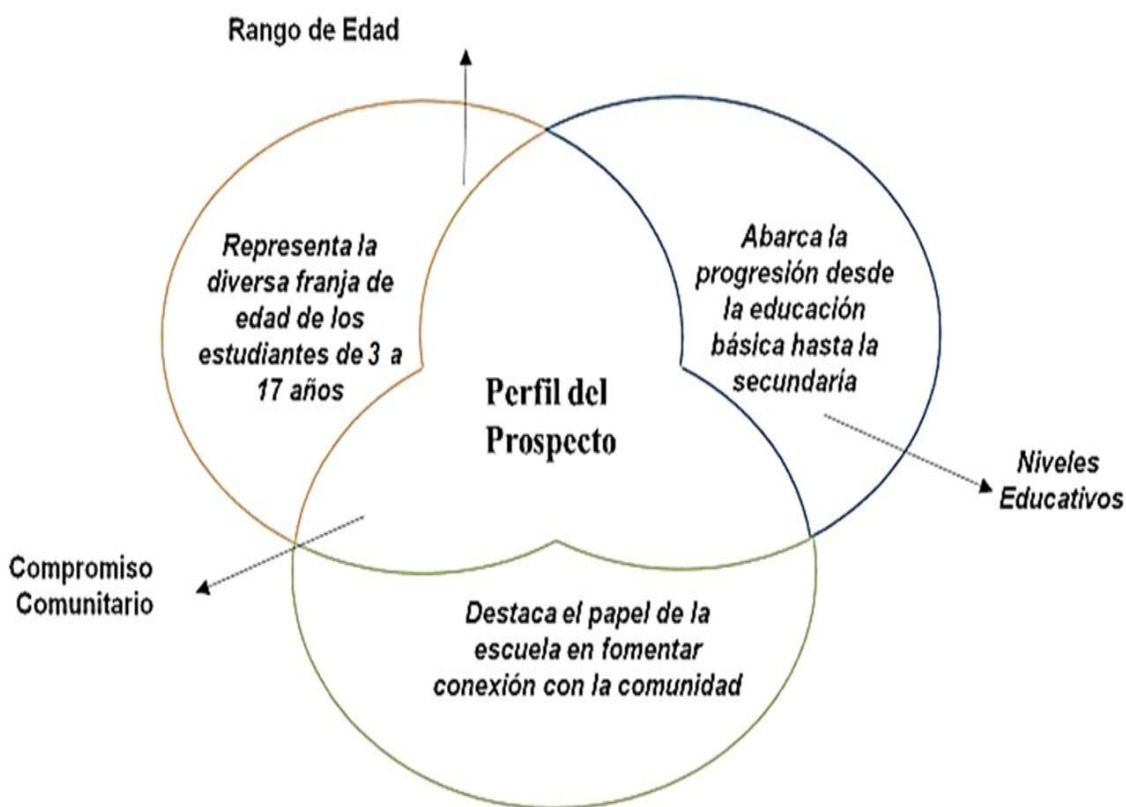 Rango de Edad
Representa la
diversa franja de
edad de los
estudiantes de 3 a
17 años
Abarca la
progresión desde
la educación
básica hasta la
secundaría
Perfil del
Prospecto
Niveles
Educativos
Compromiso
Comunitario
Destaca el papel de la
escuela en fomentar
conexión con la comunidad